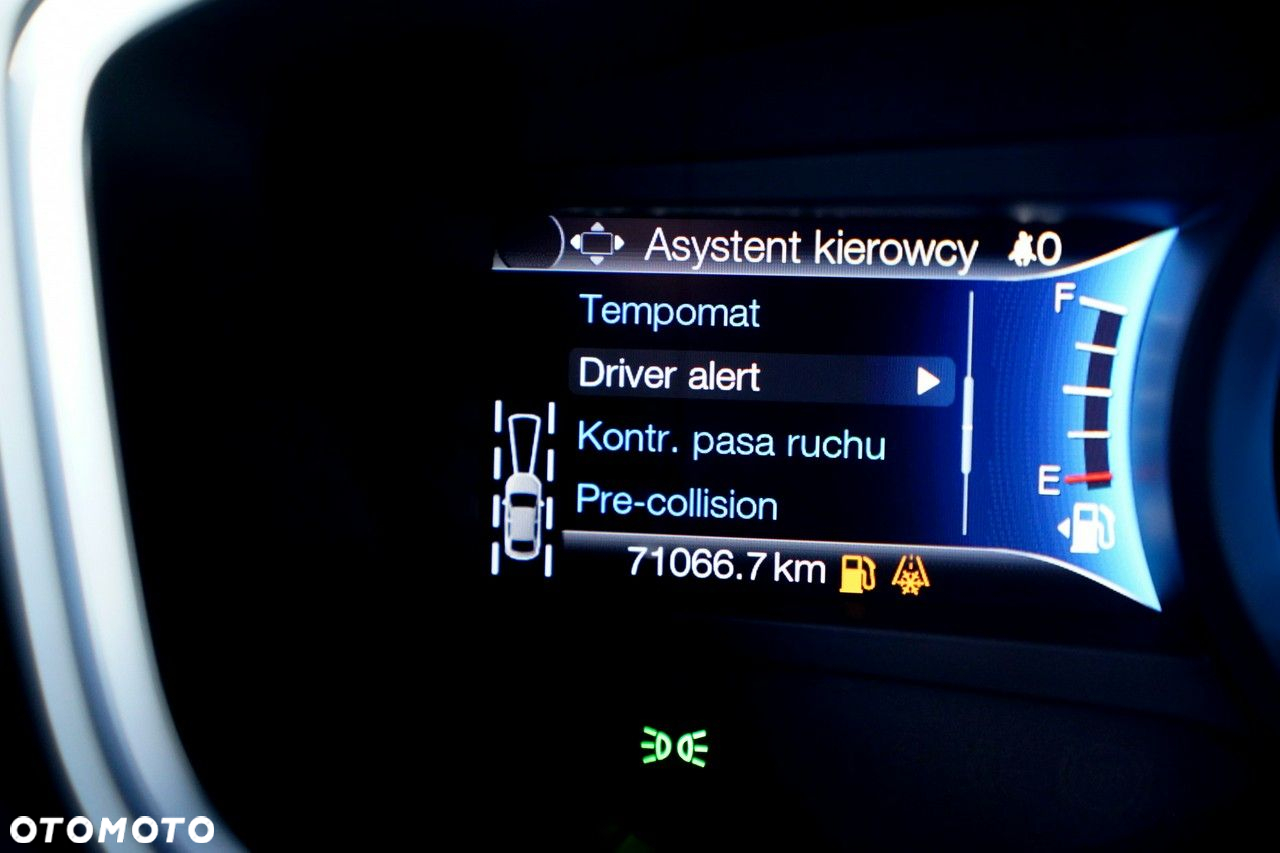 Asystent kierowcy 0
Tempomat
F
Driver alert
Kontr. pasa ruchu
E
Pre-collision
71066.7 km
OTOMOTO